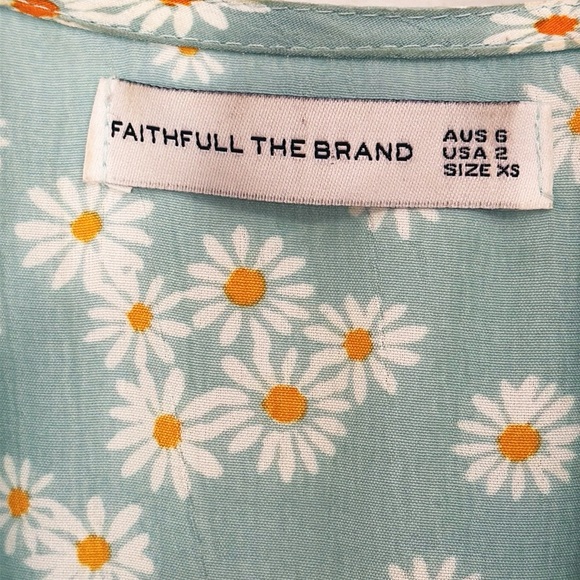 FAITHFULL THE BRAND
AUS 6
USA 2
SIZE XS